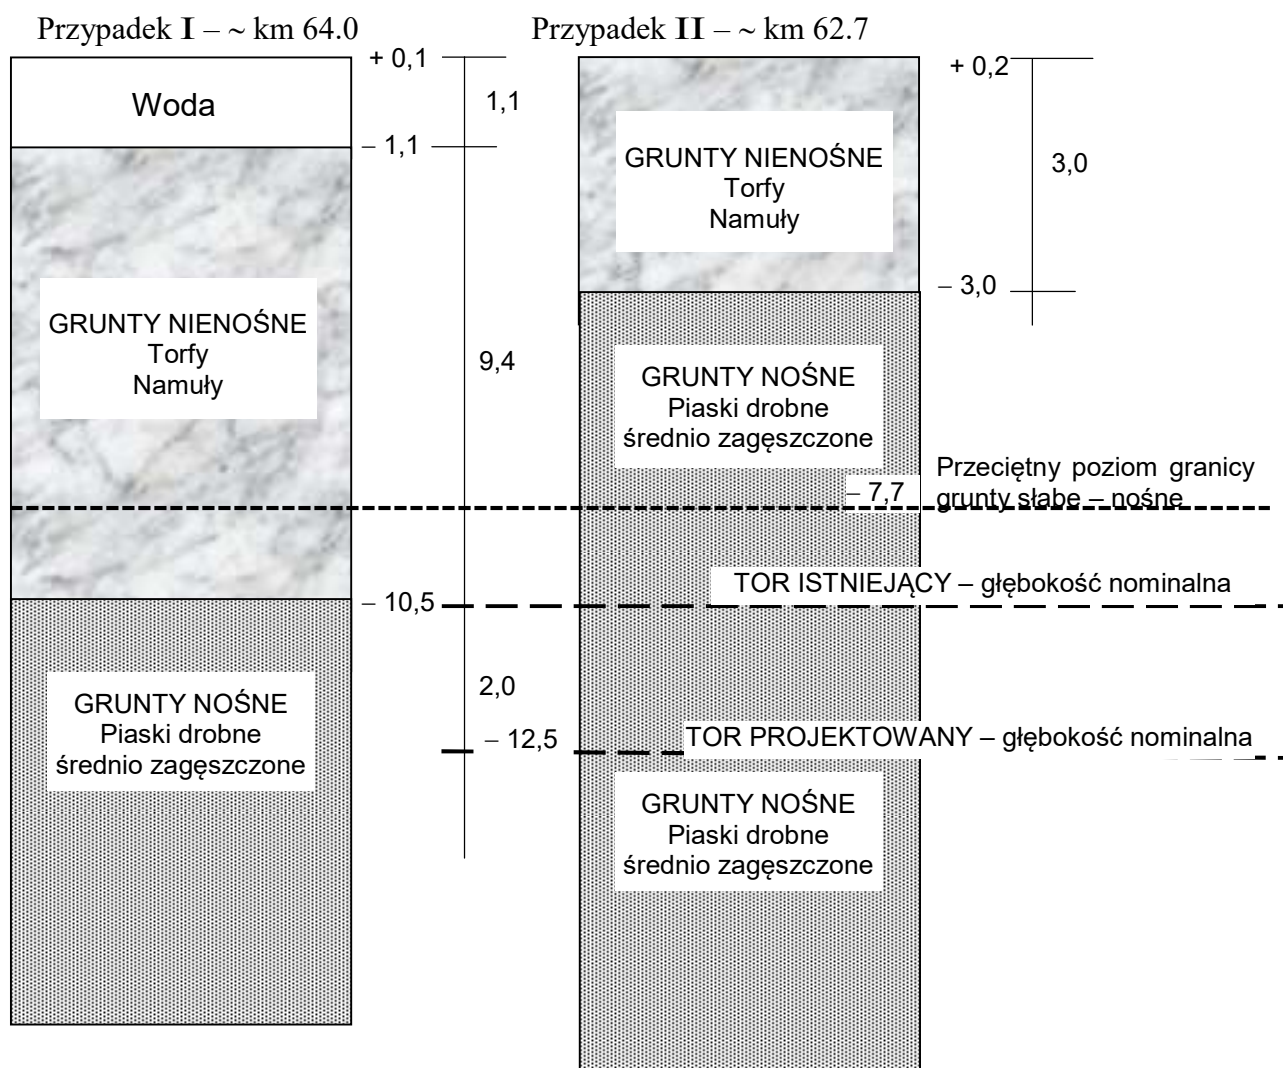 Przypadek I – ~ km 64.0
Przypadek II – ~ km 62.7
+ 0,1
Woda
1,1
– 1,1
GRUNTY NIENOŚNE
Torfy
Namuły
9,4
– 10,5
GRUNTY NOŚNE
Piaski drobne
średnio zagęszczone
2,0
– 12,5
+ 0,2
GRUNTY NIENOŚNE
Torfy
Namuły
3,0
– 3,0
GRUNTY NOŚNE
Piaski drobne
średnio zagęszczone
– 7,7
Przeciętny poziom granicy
grunty słabe – nośne
TOR ISTNIEJĄCY – głębokość nominalna
TOR PROJEKTOWANY – głębokość nominalna
GRUNTY NOŚNE
Piaski drobne
średnio zagęszczone